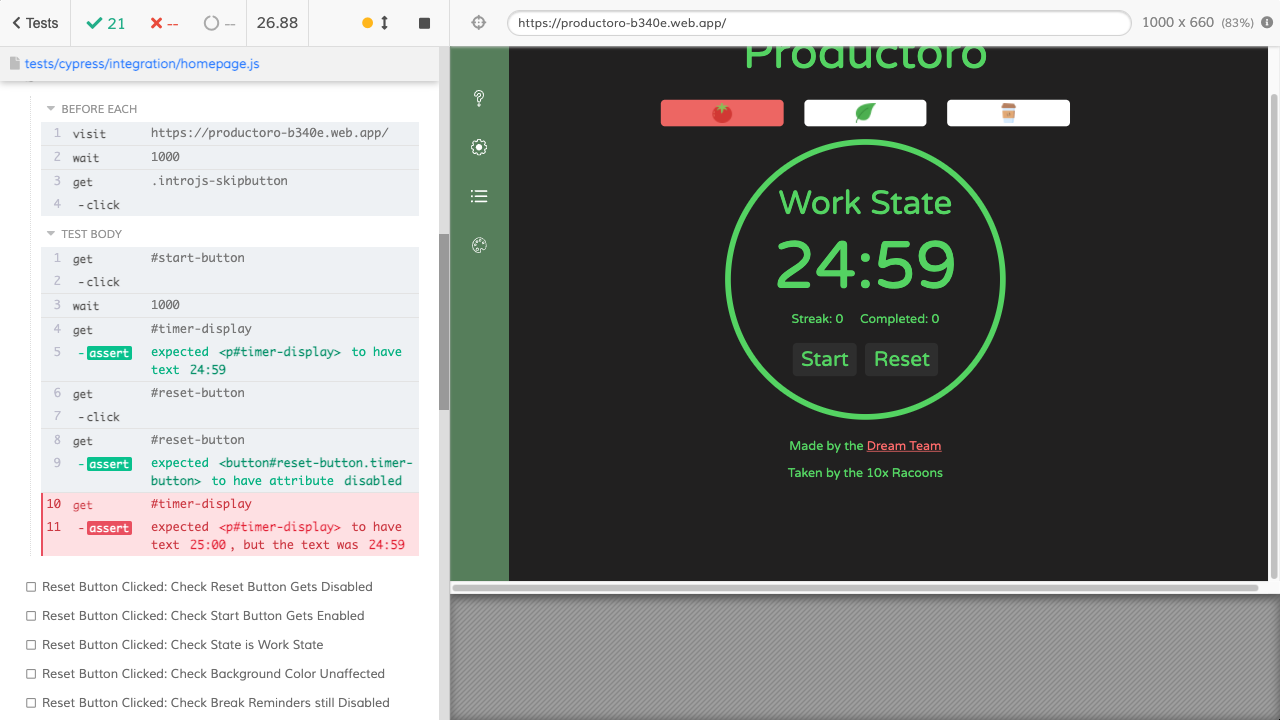 Tests
21
--
--
26.88
https://productoro-b340e.web.app/
1000 x 660 (83%)
tests/cypress/integration/homepage.js
BEFORE EACH
1 visit https://productoro-b340e.web.app/
2 wait 1000
3 get .introjs-skipbutton
4 -click
TEST BODY
1 get #start-button
2 -click
3 wait 1000
4 get #timer-display
5 -assert expected <p#timer-display> to have
text 24:59
6 get #reset-button
7 -click
8 get #reset-button
9 -assert expected <button#reset-button.timer-
button> to have attribute disabled
10 get #timer-display
11 -assert expected <p#timer-display> to have
text 25:00 , but the text was 24:59
Reset Button Clicked: Check Reset Button Gets Disabled
Reset Button Clicked: Check Start Button Gets Enabled
Reset Button Clicked: Check State is Work State
Reset Button Clicked: Check Background Color Unaffected
Reset Button Clicked: Check Break Reminders still Disabled
Productoro
Work State
24:59
Streak: 0 Completed: 0
Start Reset
Made by the Dream Team
Taken by the 10x Racoons